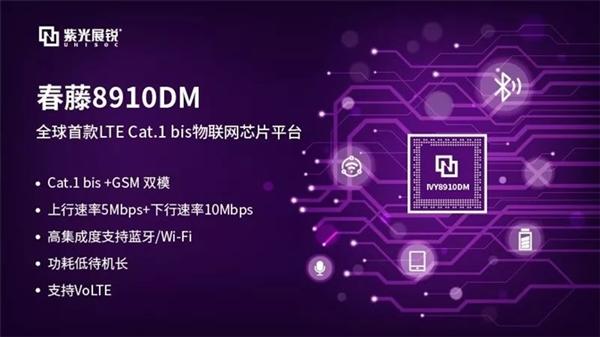 紫光展锐®
UNISOC
春藤8910DM
全球首款LTE Cat.1 bis物联网芯片平台
Cat.1 bis +GSM 双模
上行速率5Mbps+下行速率10Mbps
高集成度支持蓝牙/Wi-Fi
功耗低待机长
支持VoLTE
IVY8910DM